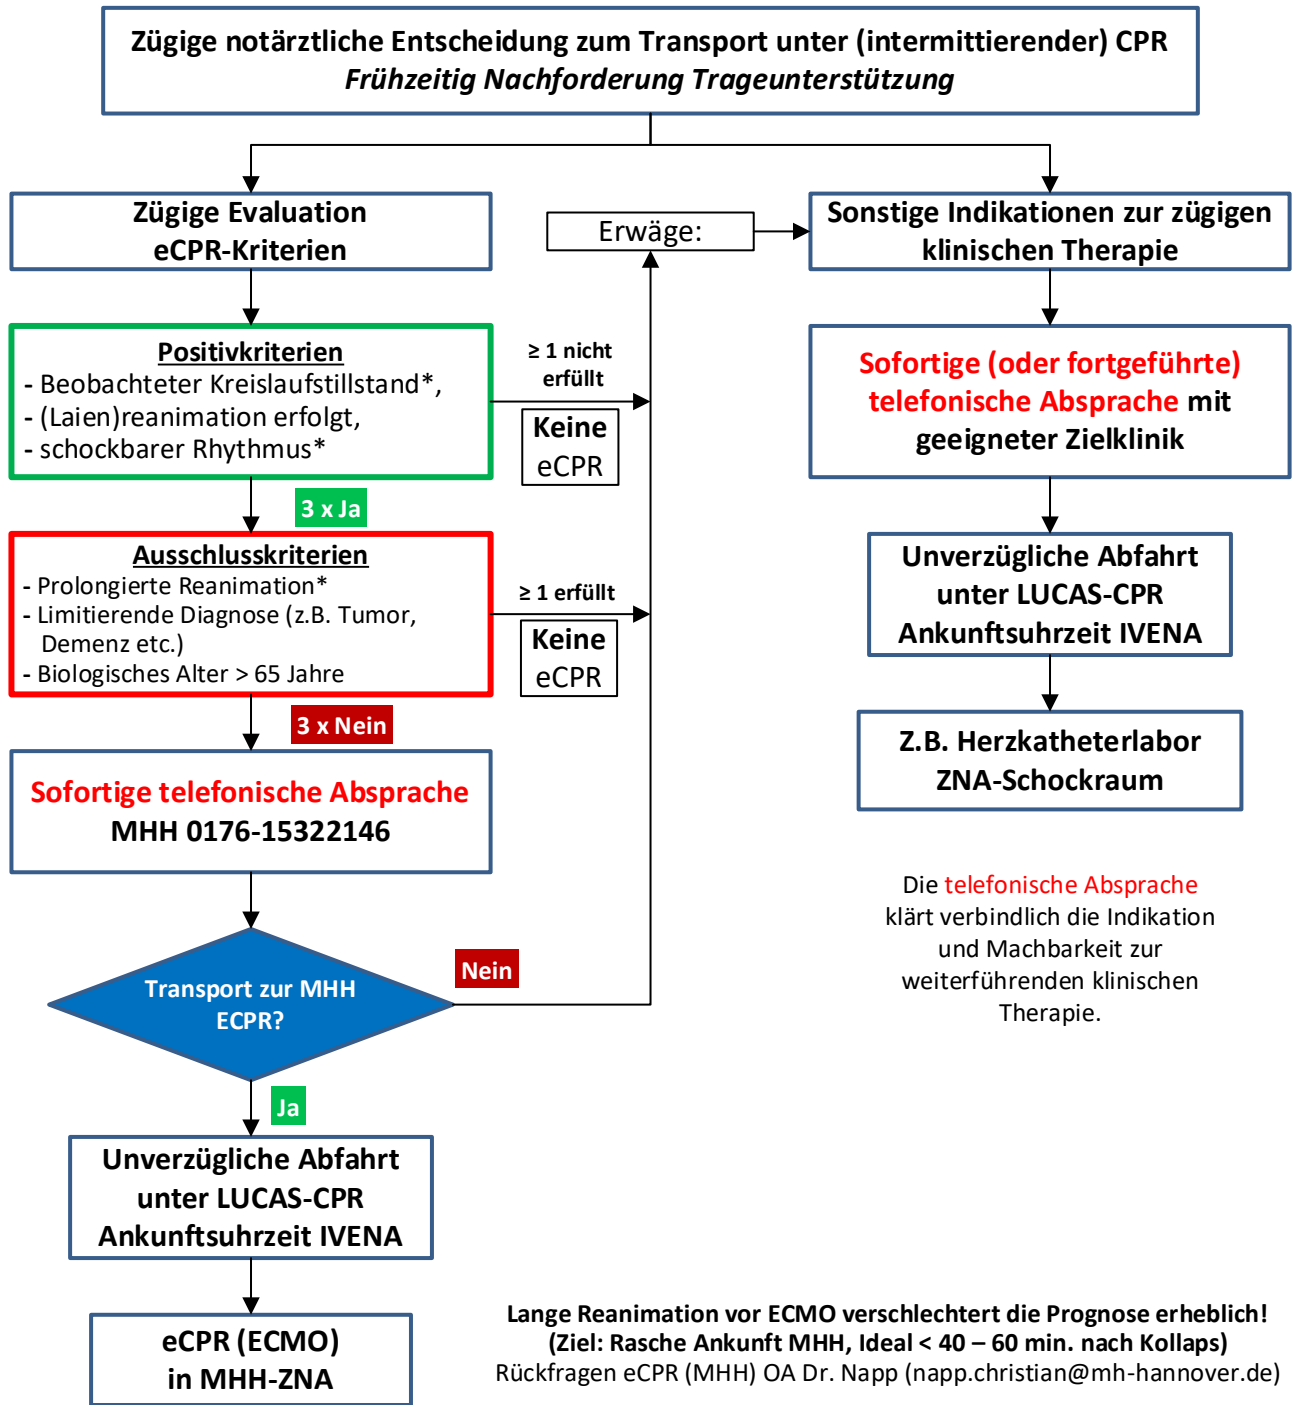 Zügige notärztliche Entscheidung zum Transport unter (intermittierender) CPR
Frühzeitig Nachforderung Trageunterstützung
Zügige Evaluation
eCPR-Kriterien
Erwäge:
Sonstige Indikationen zur zügigen
klinischen Therapie
Positivkriterien
- Beobachteter Kreislaufstillstand*,
- (Laien)reanimation erfolgt,
- schockbarer Rhythmus*
≥ 1 nicht
erfüllt
Keine
eCPR
3 x Ja
Ausschlusskriterien
- Prolongierte Reanimation*
- Limitierende Diagnose (z.B. Tumor,
Demenz etc.)
- Biologisches Alter > 65 Jahre
≥ 1 erfüllt
Keine
eCPR
3 x Nein
Sofortige telefonische Absprache
MHH 0176-15322146
Transport zur MHH
ECPR?
Nein
Ja
Unverzügliche Abfahrt
unter LUCAS-CPR
Ankunftsuhrzeit IVENA
eCPR (ECMO)
in MHH-ZNA
Sofortige (oder fortgeführte)
telefonische Absprache mit
geeigneter Zielklinik
Unverzügliche Abfahrt
unter LUCAS-CPR
Ankunftsuhrzeit IVENA
Z.B. Herzkatheterlabor
ZNA-Schockraum
Die telefonische Absprache
klärt verbindlich die Indikation
und Machbarkeit zur
weiterführenden klinischen
Therapie.
Lange Reanimation vor ECMO verschlechtert die Prognose erheblich!
(Ziel: Rasche Ankunft MHH, Ideal < 40 – 60 min. nach Kollaps)
Rückfragen eCPR (MHH) OA Dr. Napp (napp.christian@mh-hannover.de)